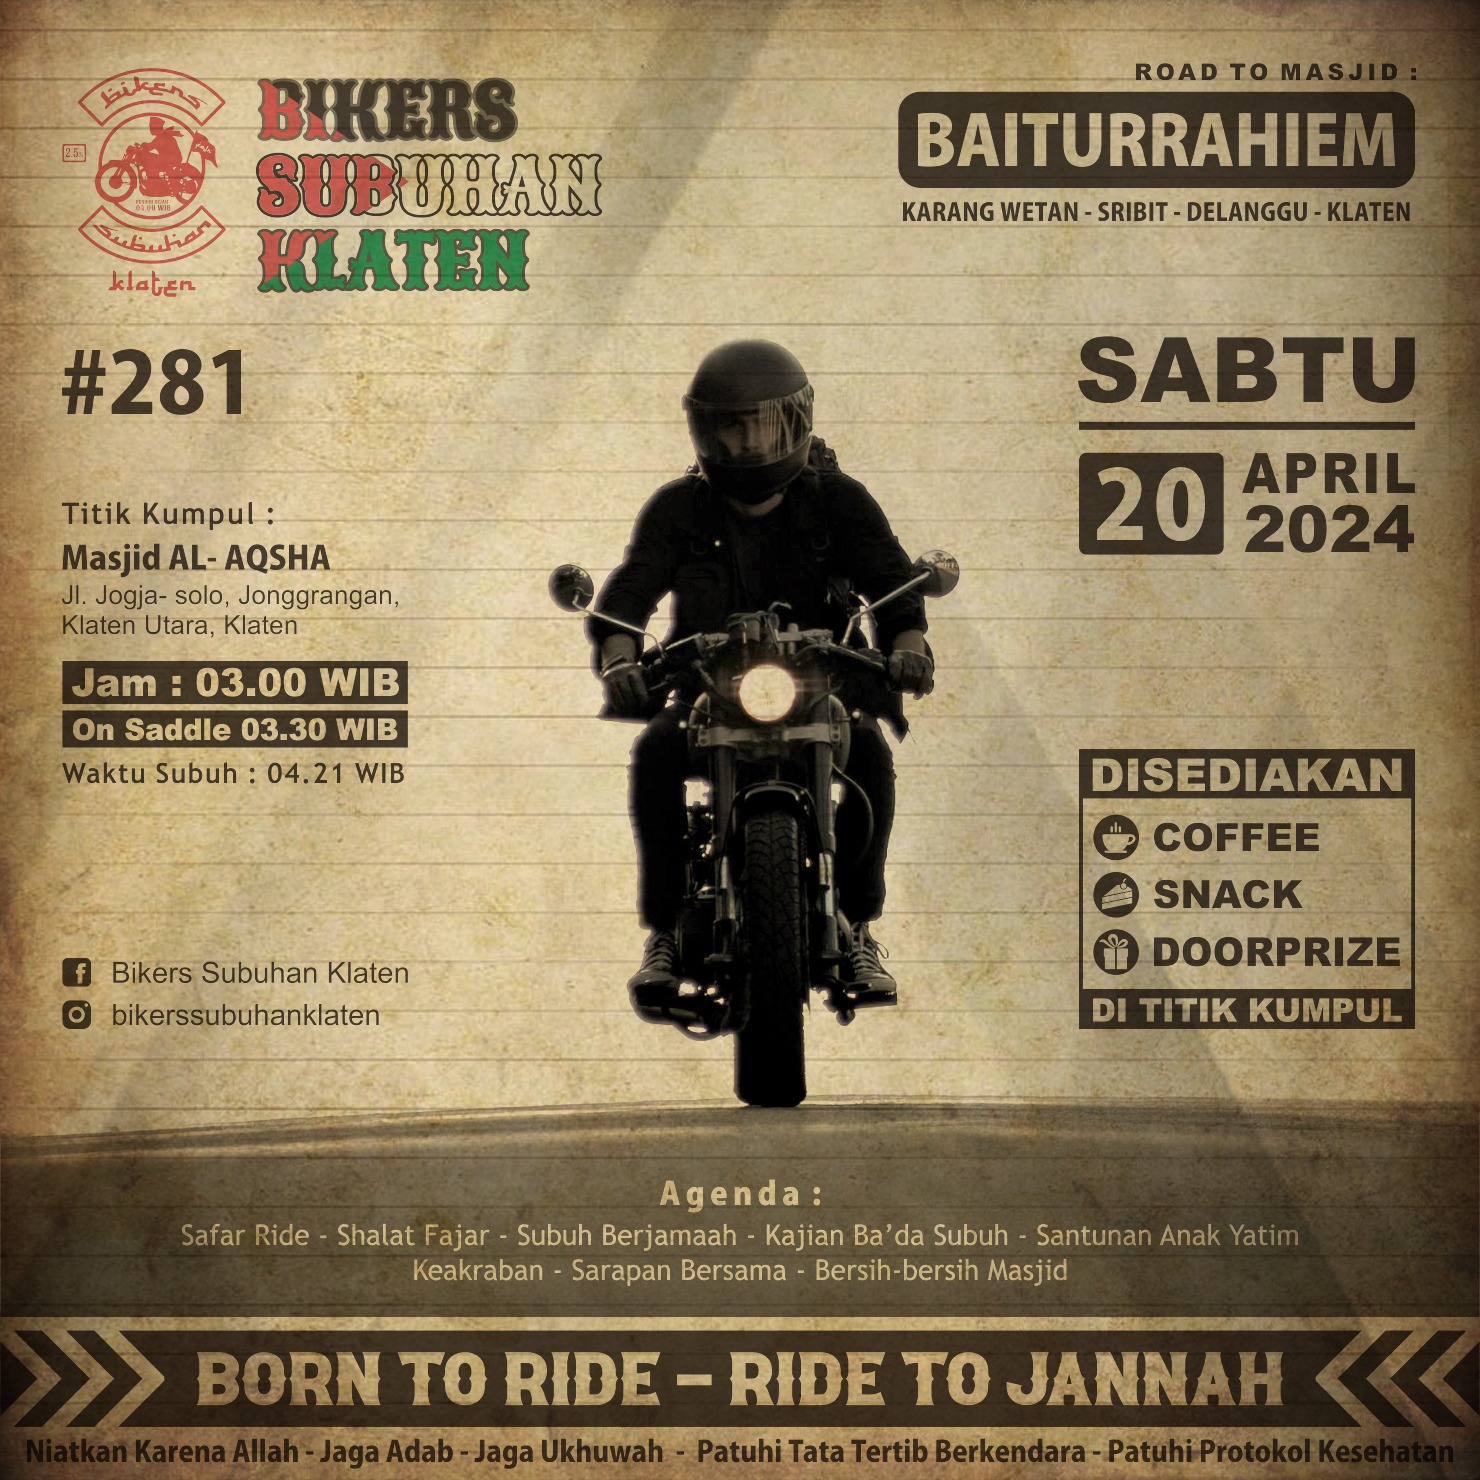 bikers
2.5%
subuhan
klaten
BIKERS
SUBUHAN
KLATEN
ROAD TO MASJID :
BAITURRAHIEM
KARANG WETAN - SRIBIT - DELANGGU - KLATEN
#281
SABTU
20 APRIL
2024
Titik Kumpul :
Masjid AL- AQSHA
Jl. Jogja- solo, Jonggrangan,
Klaten Utara, Klaten
Jam : 03.00 WIB
On Saddle 03.30 WIB
Waktu Subuh : 04.21 WIB
DISEDIAKAN
COFFEE
SNACK
DOORPRIZE
DI TITIK KUMPUL
Bikers Subuhan Klaten
bikerssubuhanklaten
Agenda :
Safar Ride - Shalat Fajar - Subuh Berjamaah - Kajian Ba’da Subuh - Santunan Anak Yatim
Keakraban - Sarapan Bersama - Bersih-bersih Masjid
BORN TO RIDE – RIDE TO JANNAH
Niatkan Karena Allah - Jaga Adab - Jaga Ukhuwah - Patuhi Tata Tertib Berkendara - Patuhi Protokol Kesehatan